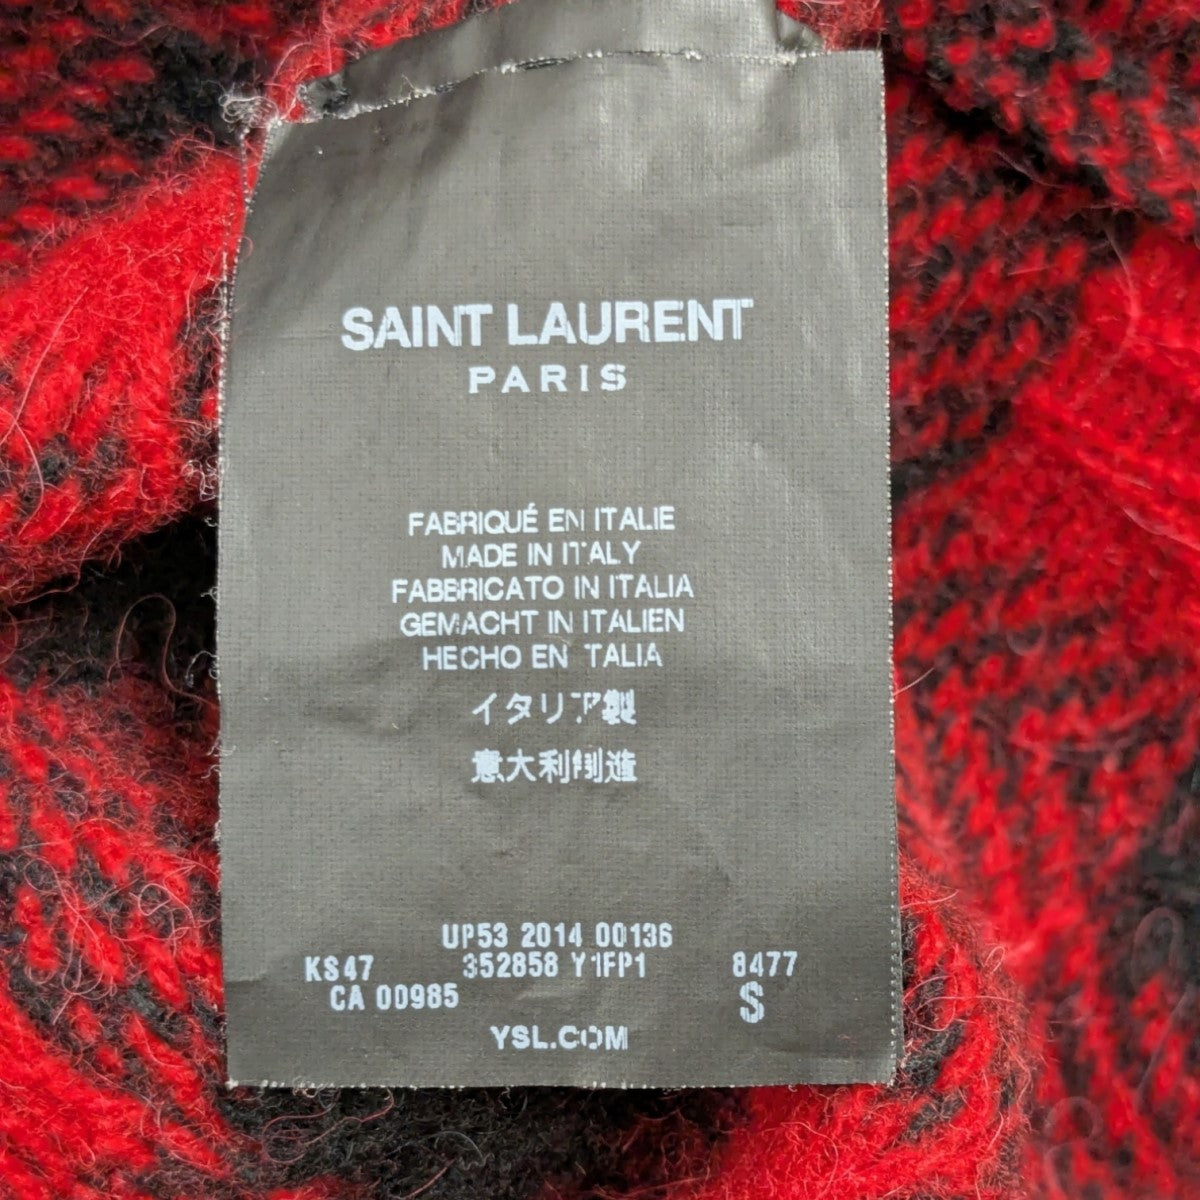 SAINT LAURENT
PARIS
FABRIQUÉ EN ITALIE
MADE IN ITALY
FABBRICATO IN ITALIA
GEMACHT IN ITALIEN
HECHO EN ITALIA
イタリア製
意大利制造
UP53 2014 00136
KS47 352858 Y1FP1 8477
CA 00985 S
YSL.COM